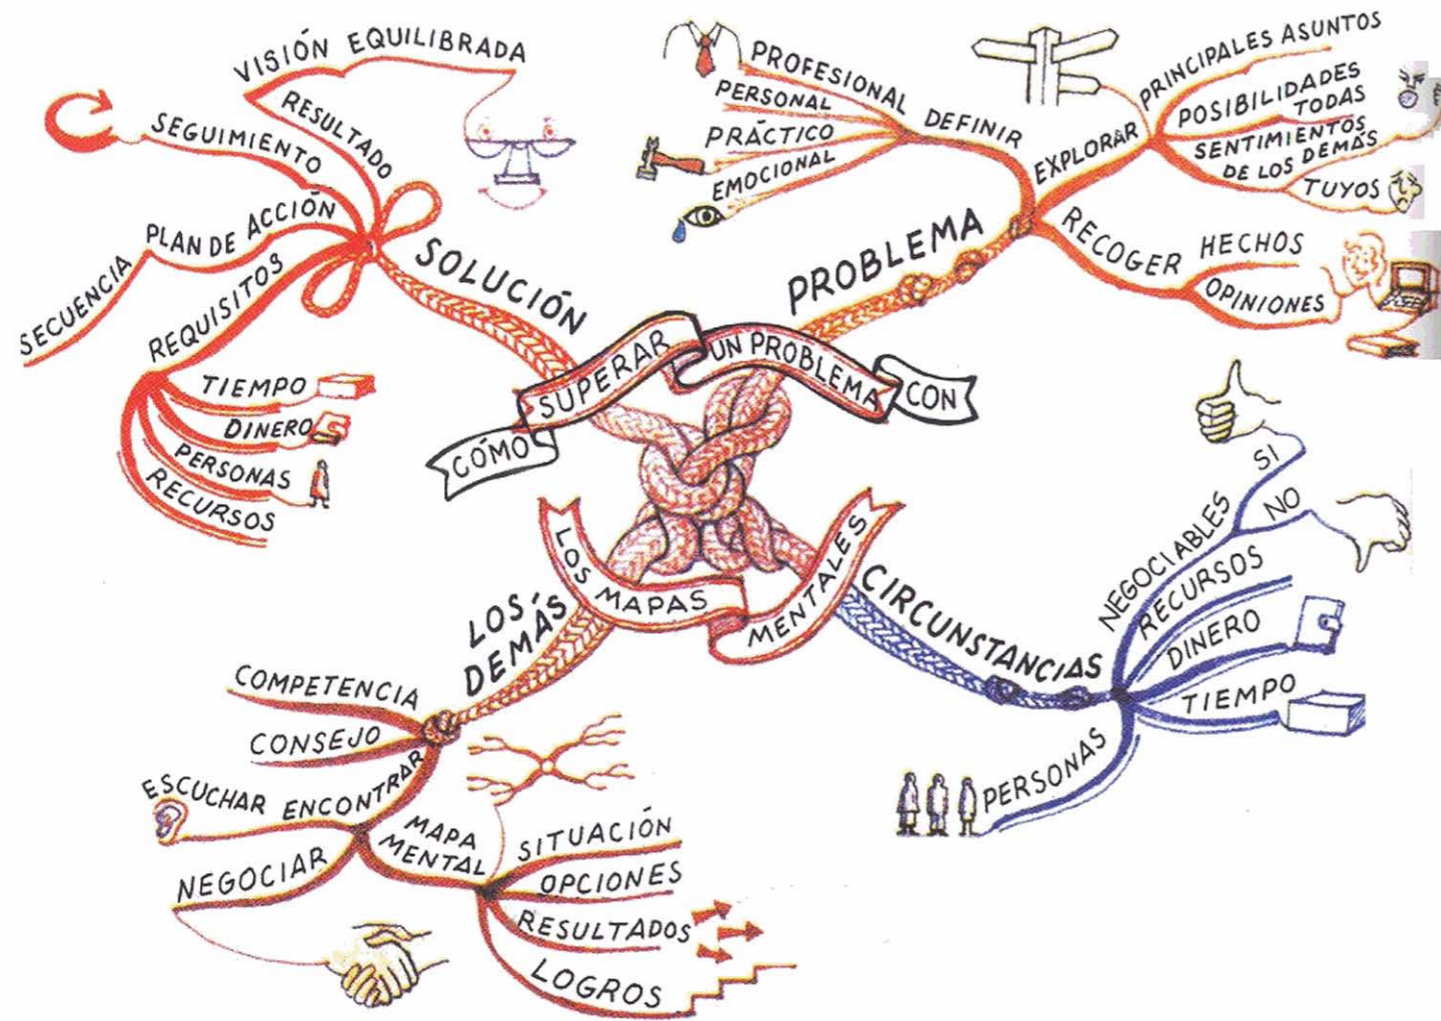 CÓMO
SUPERAR
UN PROBLEMA
CON
LOS MAPAS
MENTALES
PROBLEMA
DEFINIR
PROFESIONAL
PERSONAL
PRÁCTICO
EMOCIONAL
EXPLORAR
PRINCIPALES ASUNTOS
POSIBILIDADES
TODAS
SENTIMIENTOS
DE LOS DEMÁS
TUYOS
RECOGER
HECHOS
OPINIONES
CIRCUNSTANCIAS
NEGOCIABLES
SI
NO
RECURSOS
DINERO
TIEMPO
PERSONAS
LOS
DEMÁS
COMPETENCIA
CONSEJO
ENCONTRAR
ESCUCHAR
NEGOCIAR
MAPA
MENTAL
SITUACIÓN
OPCIONES
RESULTADOS
LOGROS
SOLUCIÓN
REQUISITOS
TIEMPO
DINERO
PERSONAS
RECURSOS
PLAN DE ACCIÓN
SECUENCIA
SEGUIMIENTO
RESULTADO
VISIÓN EQUILIBRADA